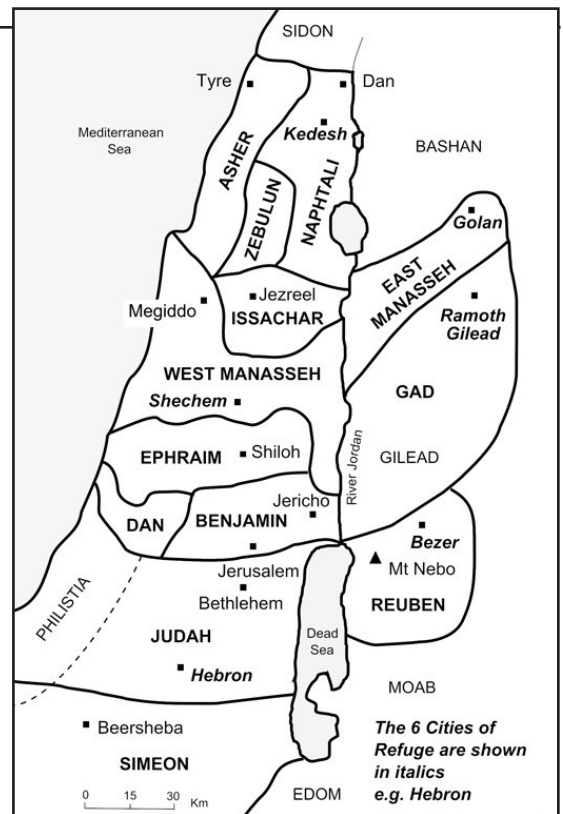 SIDON
Tyre
Dan
Mediterranean
Sea
Kedesh
BASHAN
ASHER
ZEBULUN
NAPHTALI
Golan
EAST
MANASSEH
Megiddo
Jezreel
ISSACHAR
Ramoth
Gilead
WEST MANASSEH
Shechem
GAD
EPHRAIM
Shiloh
River Jordan
GILEAD
Jericho
DAN
BENJAMIN
Bezer
Jerusalem
Mt Nebo
Bethlehem
REUBEN
PHILISTIA
JUDAH
Dead
Sea
Hebron
MOAB
Beersheba
The 6 Cities of
Refuge are shown
in italics
e.g. Hebron
SIMEON
EDOM
0 15 30
Km